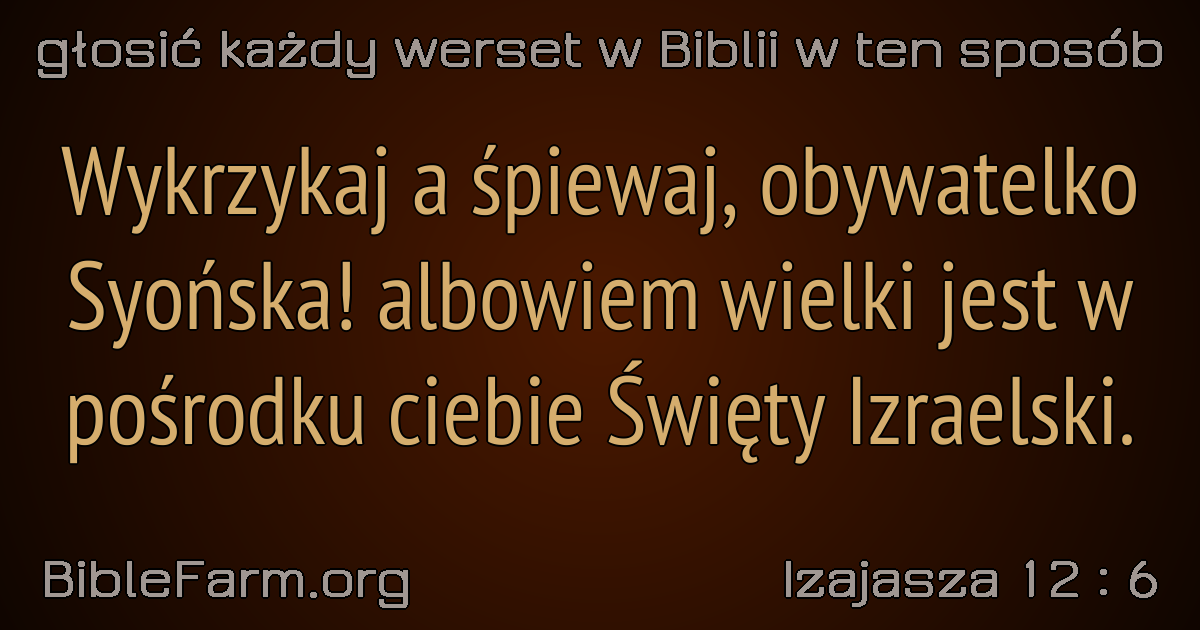 głosić każdy werset w Biblii w ten sposób
Wykrzykaj a śpiewaj, obywatelko
Syońska! albowiem wielki jest w
pośrodku ciebie Święty Izraelski.
BibleFarm.org
Izajasza 12 : 6